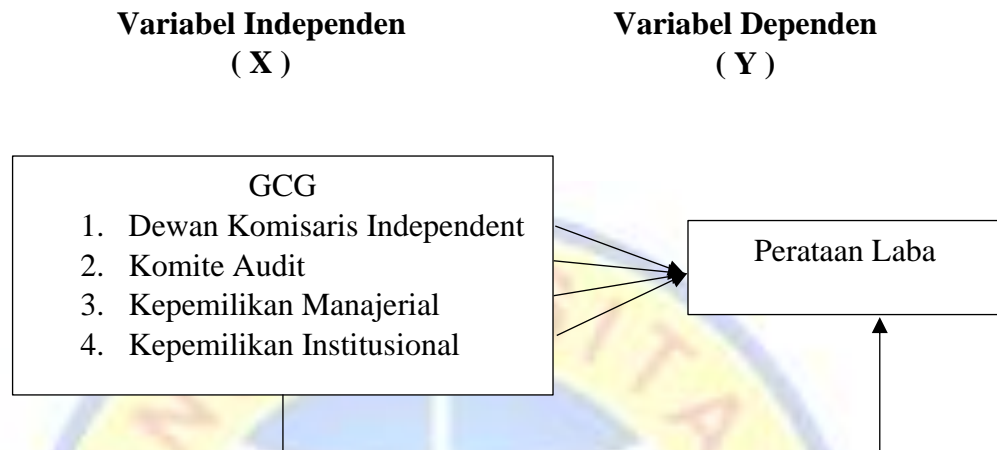 Variabel Independen
( X )
Variabel Dependen
( Y )
GCG
1. Dewan Komisaris Independent
2. Komite Audit
3. Kepemilikan Manajerial
4. Kepemilikan Institusional
Perataan Laba